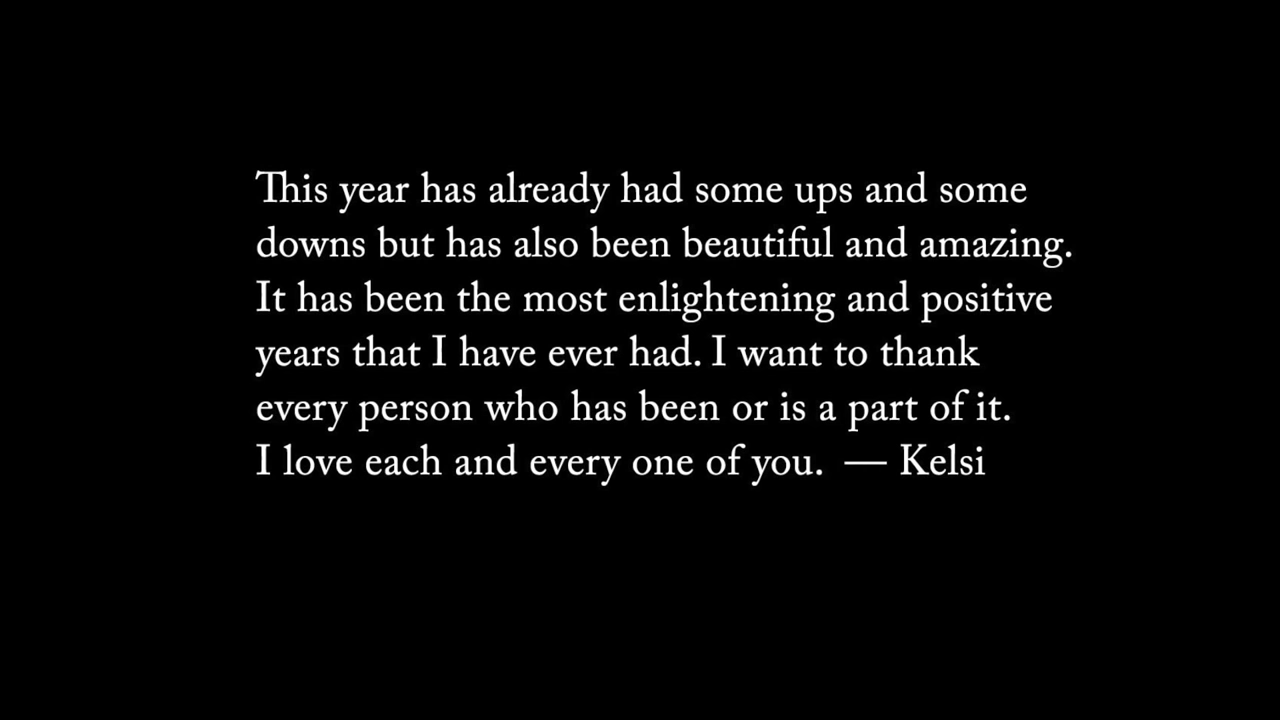 This year has already had some ups and some
downs but has also been beautiful and amazing.
It has been the most enlightening and positive
years that I have ever had. I want to thank
every person who has been or is a part of it.
I love each and every one of you. — Kelsi